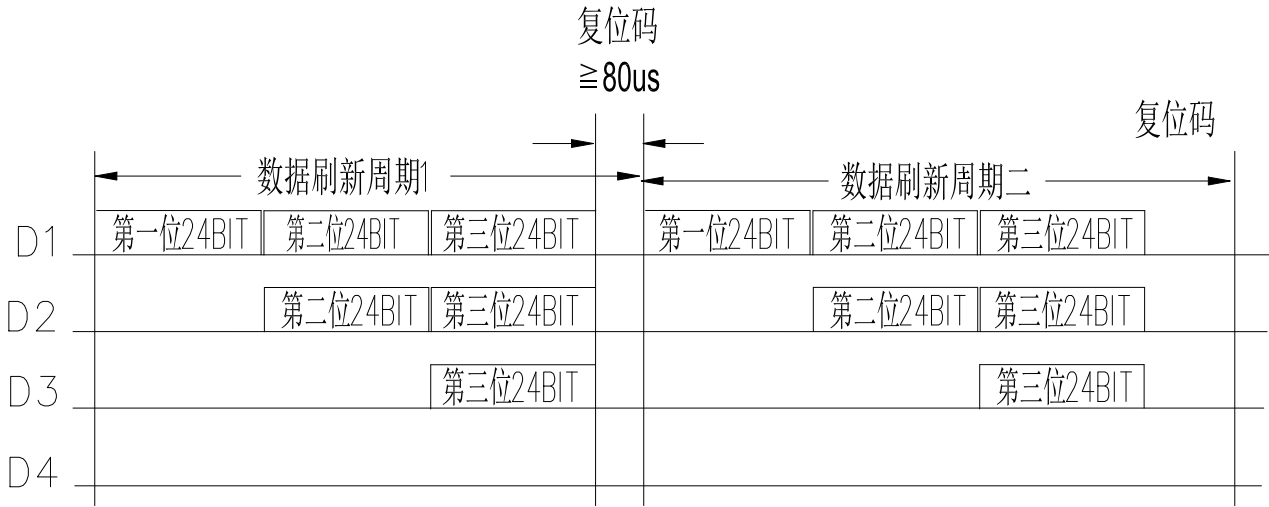 复位码
≧80us
复位码
数据刷新周期1
数据刷新周期二
D1 第一位24BIT 第二位24BIT 第三位24BIT 第一位24BIT 第二位24BIT 第三位24BIT
D2 第二位24BIT 第三位24BIT 第二位24BIT 第三位24BIT
D3 第三位24BIT 第三位24BIT
D4